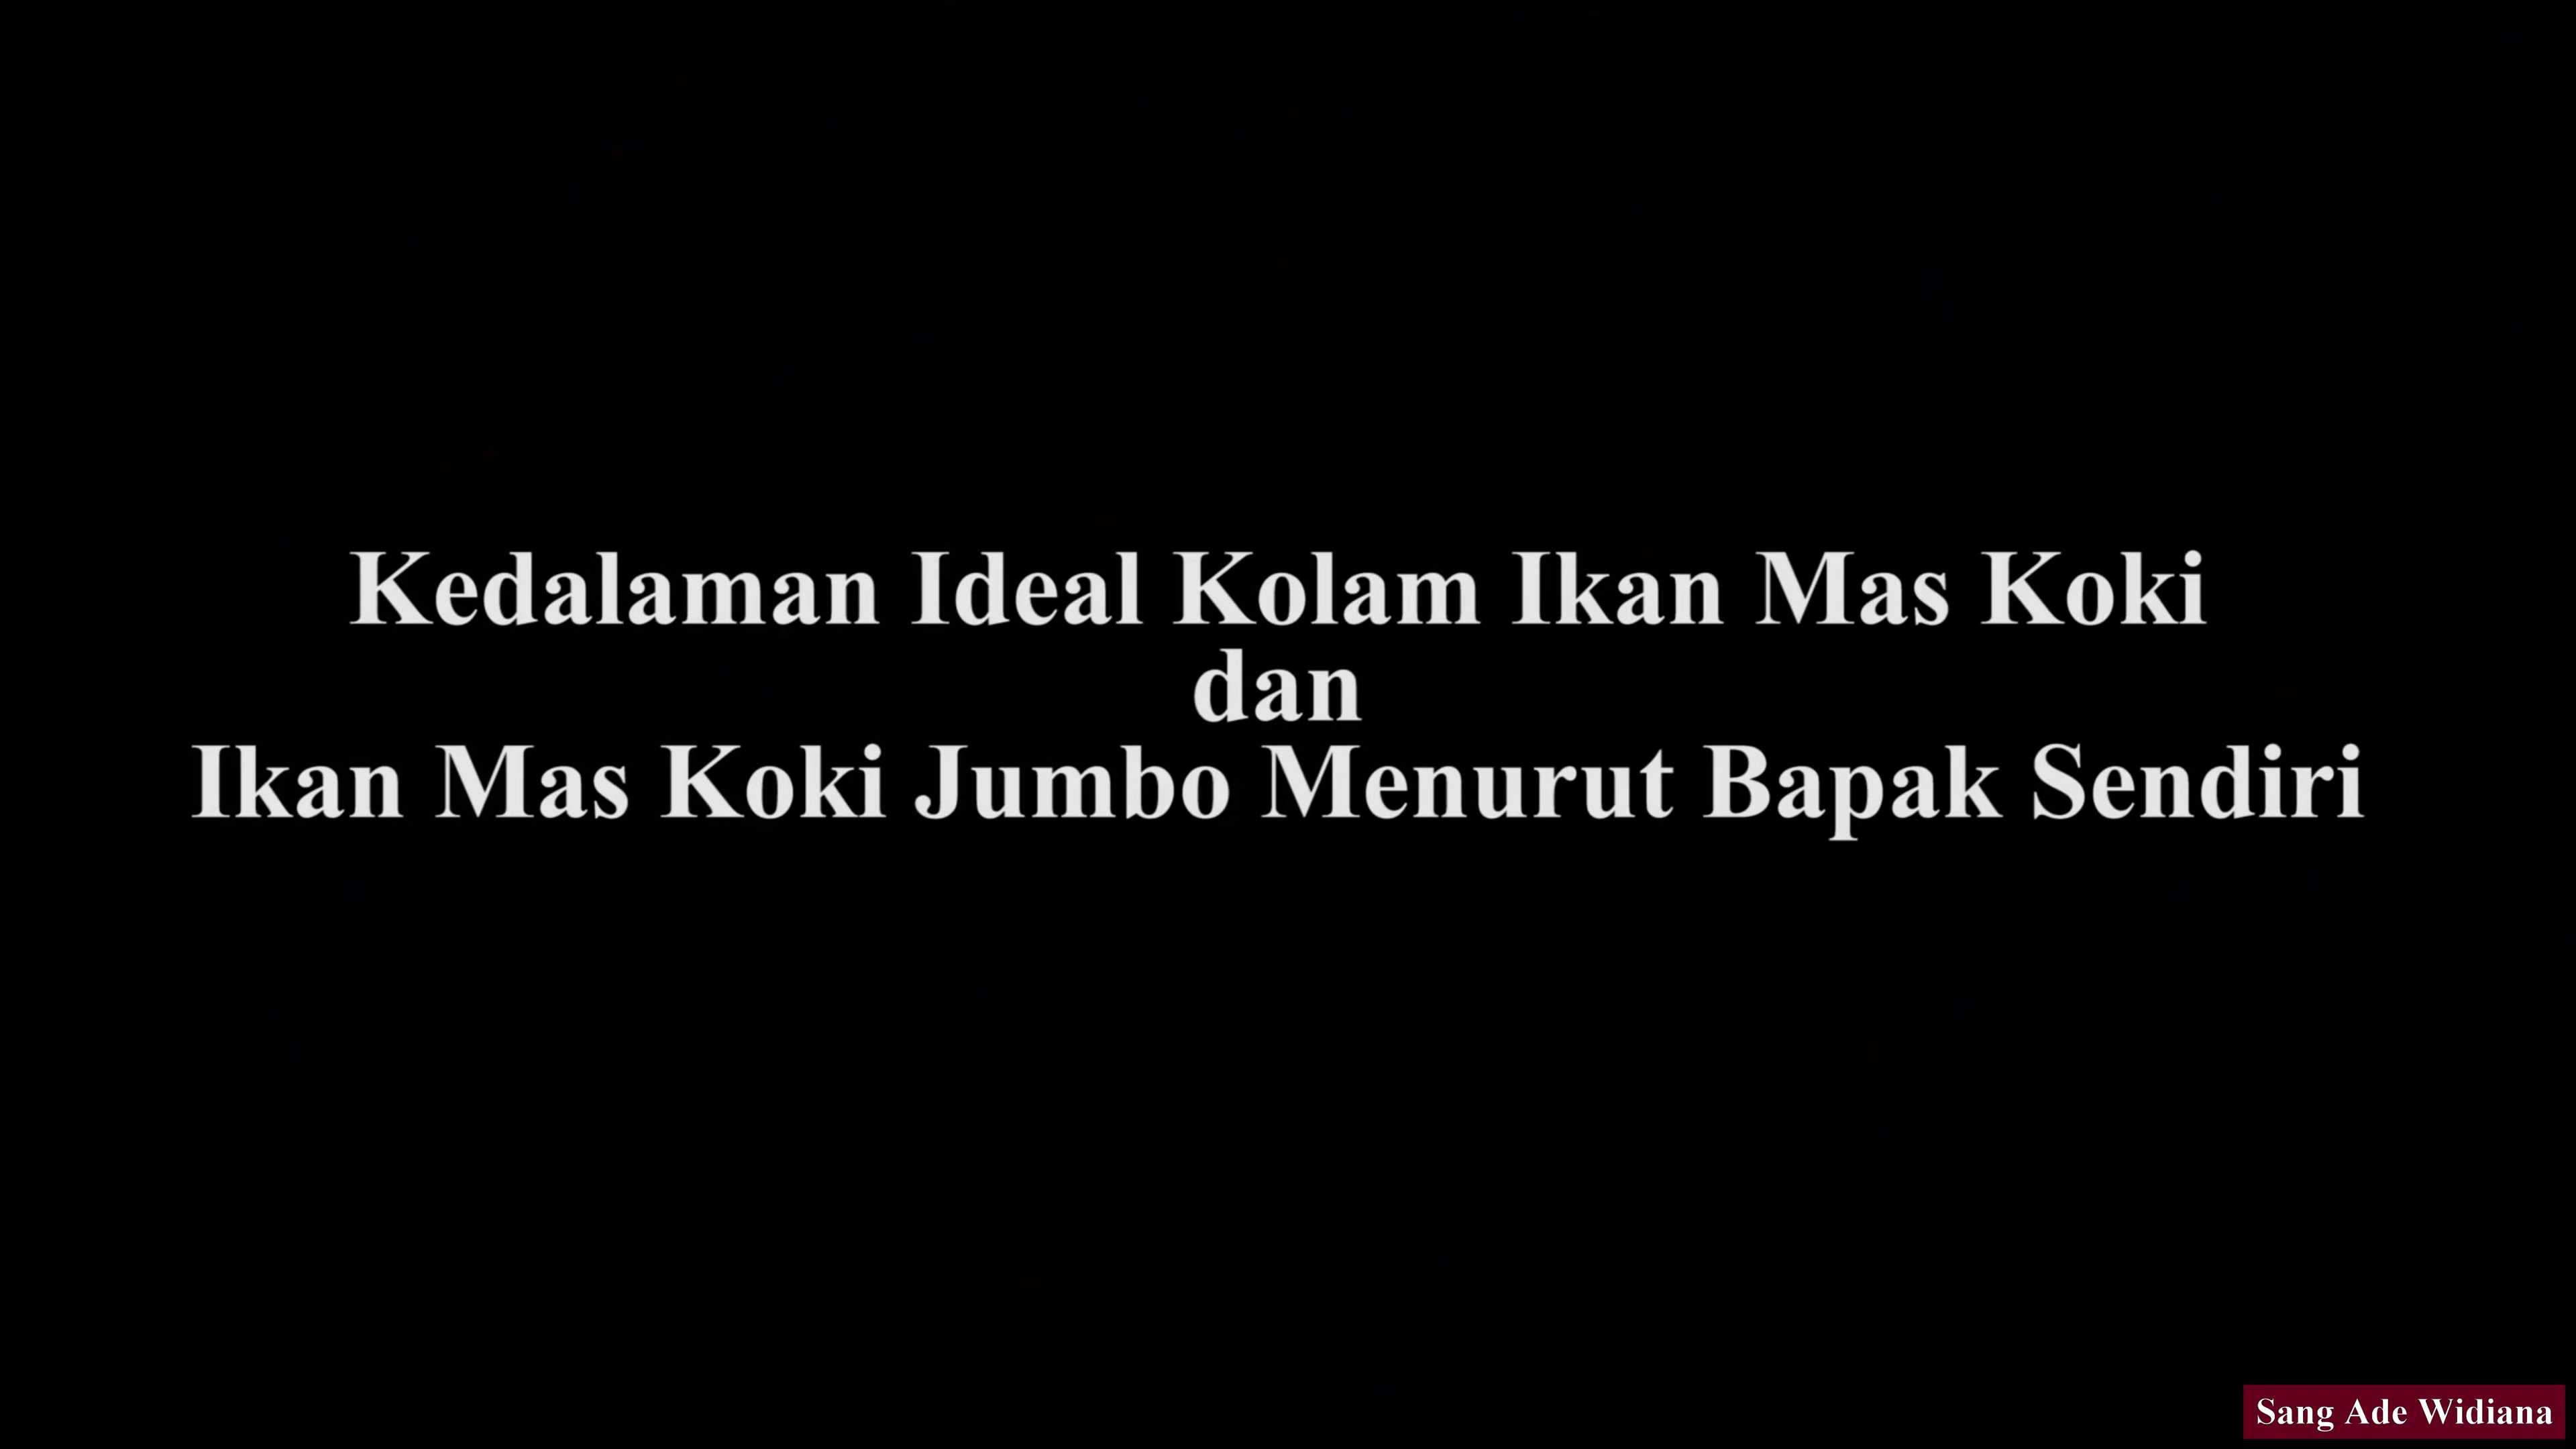 Kedalaman Ideal Kolam Ikan Mas Koki
dan
Ikan Mas Koki Jumbo Menurut Bapak Sendiri
Sang Ade Widiana